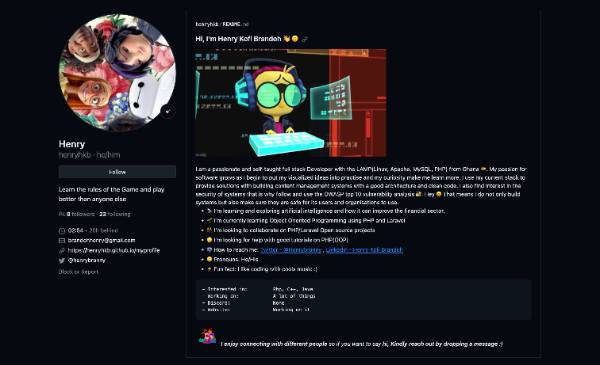 henryhkb / README.md
Hi, I'm Henry Kofi Brandoh
Henry
henryhkb · he/him
Follow
Learn the rules of the Game and play
better than anyone else
8 followers · 23 following
02:54 - 20h behind
brandorhenry@gmail.com
https://henryhkb.github.io/myprofile
@henrybranny
Block or Report
I am a passionate and self-taught full stack Developer with the LAMP(Linux, Apache, MySQL, PHP) from Ghana. My passion for
software grows as I begin to put my visualized ideas into practise and my curiosity make me learn more. I use my current stack to
provide solutions with building content management systems with a good architecture and clean code. I also find interest in the
security of systems that is why follow and use the OWASP top 10 vulnerability analysis. Hey That means I do not only build
systems but also make sure they are safe for its users and organisations to use.
I'm learning and exploring artificial intelligence and how it can improve the financial sector.
I'm currently learning Object Oriented Programming using PHP and Laravel
I'm looking to collaborate on PHP/Laravel Open source projects
I'm looking for help with good tutorials on PHP(OOP)
How to reach me: Twitter - @Henrybranny, LinkedIn - Henry Kofi Brandoh
Pronouns: He/His
Fun fact: I like coding with cools music :)
Interested in: Php, C++, Java
Working on: A lot of things
Discord: None
Website: Working on it
I enjoy connecting with different people so if you want to say hi, Kindly reach out by dropping a message :)